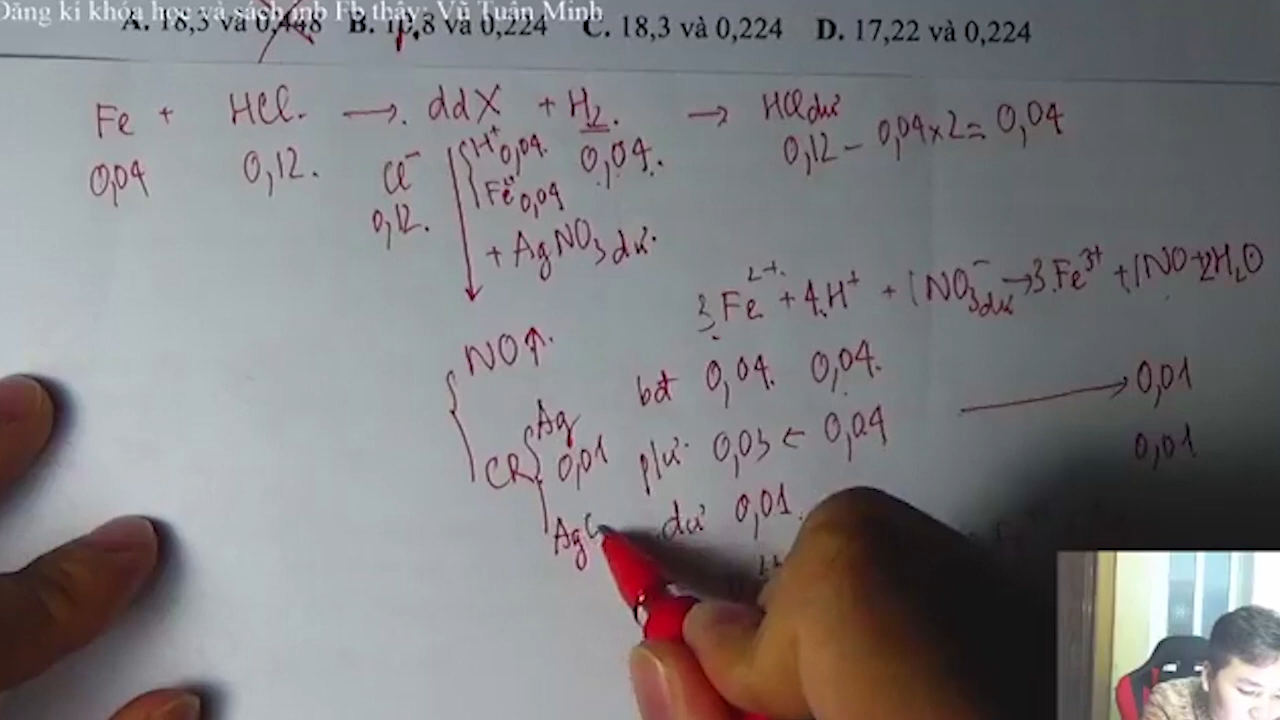 Đăng kí khóa học và sách inb Fb thầy: Vũ Tuấn Minh
A. 18,3 và 0,448 B. 10,8 và 0,224 C. 18,3 và 0,224 D. 17,22 và 0,224
Fe + HCl. → ddX + H₂. → HCl dư
0,04 0,12. Cl⁻ 0,12. H⁺ 0,04. Fe²⁺ 0,04 0,04. 0,12 − 0,04×2 = 0,04
+ AgNO₃ dư.
3Fe²⁺ + 4H⁺ + 1NO₃⁻ dư → 3Fe³⁺ + 1NO + 2H₂O
NO↑.
bđ 0,04. 0,04.
CR Ag 0,01 p/ư 0,03 ← 0,04 → 0,01
0,01
AgC dư 0,01.